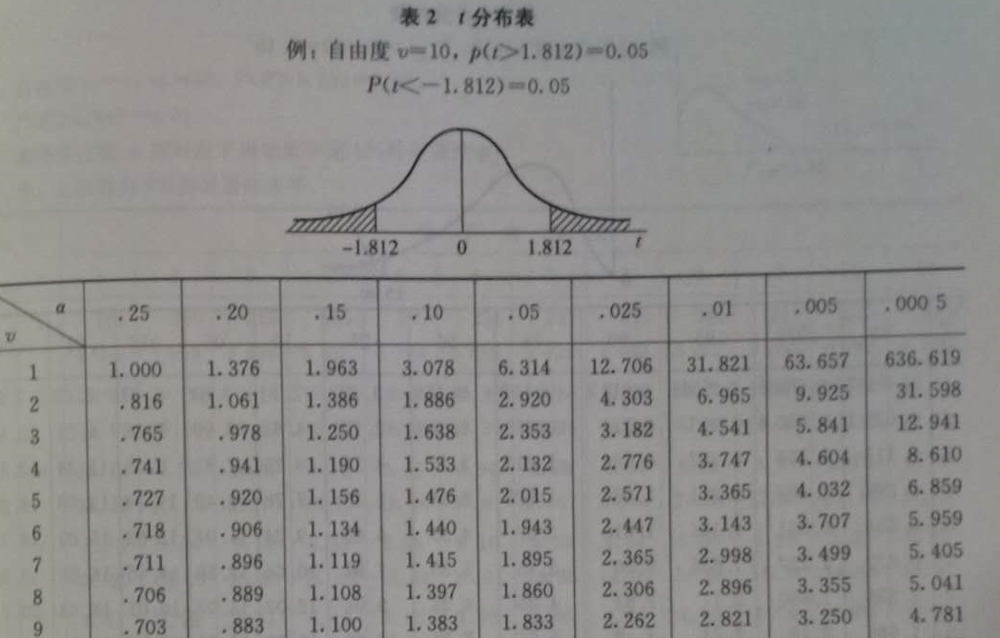 表 2 t 分布表
例：自由度 υ=10, p(t>1.812)=0.05
P(t<-1.812)=0.05
-1.812 0 1.812 t
α .25 .20 .15 .10 .05 .025 .01 .005 .000 5
υ
1 1.000 1.376 1.963 3.078 6.314 12.706 31.821 63.657 636.619
2 .816 1.061 1.386 1.886 2.920 4.303 6.965 9.925 31.598
3 .765 .978 1.250 1.638 2.353 3.182 4.541 5.841 12.941
4 .741 .941 1.190 1.533 2.132 2.776 3.747 4.604 8.610
5 .727 .920 1.156 1.476 2.015 2.571 3.365 4.032 6.859
6 .718 .906 1.134 1.440 1.943 2.447 3.143 3.707 5.959
7 .711 .896 1.119 1.415 1.895 2.365 2.998 3.499 5.405
8 .706 .889 1.108 1.397 1.860 2.306 2.896 3.355 5.041
9 .703 .883 1.100 1.383 1.833 2.262 2.821 3.250 4.781